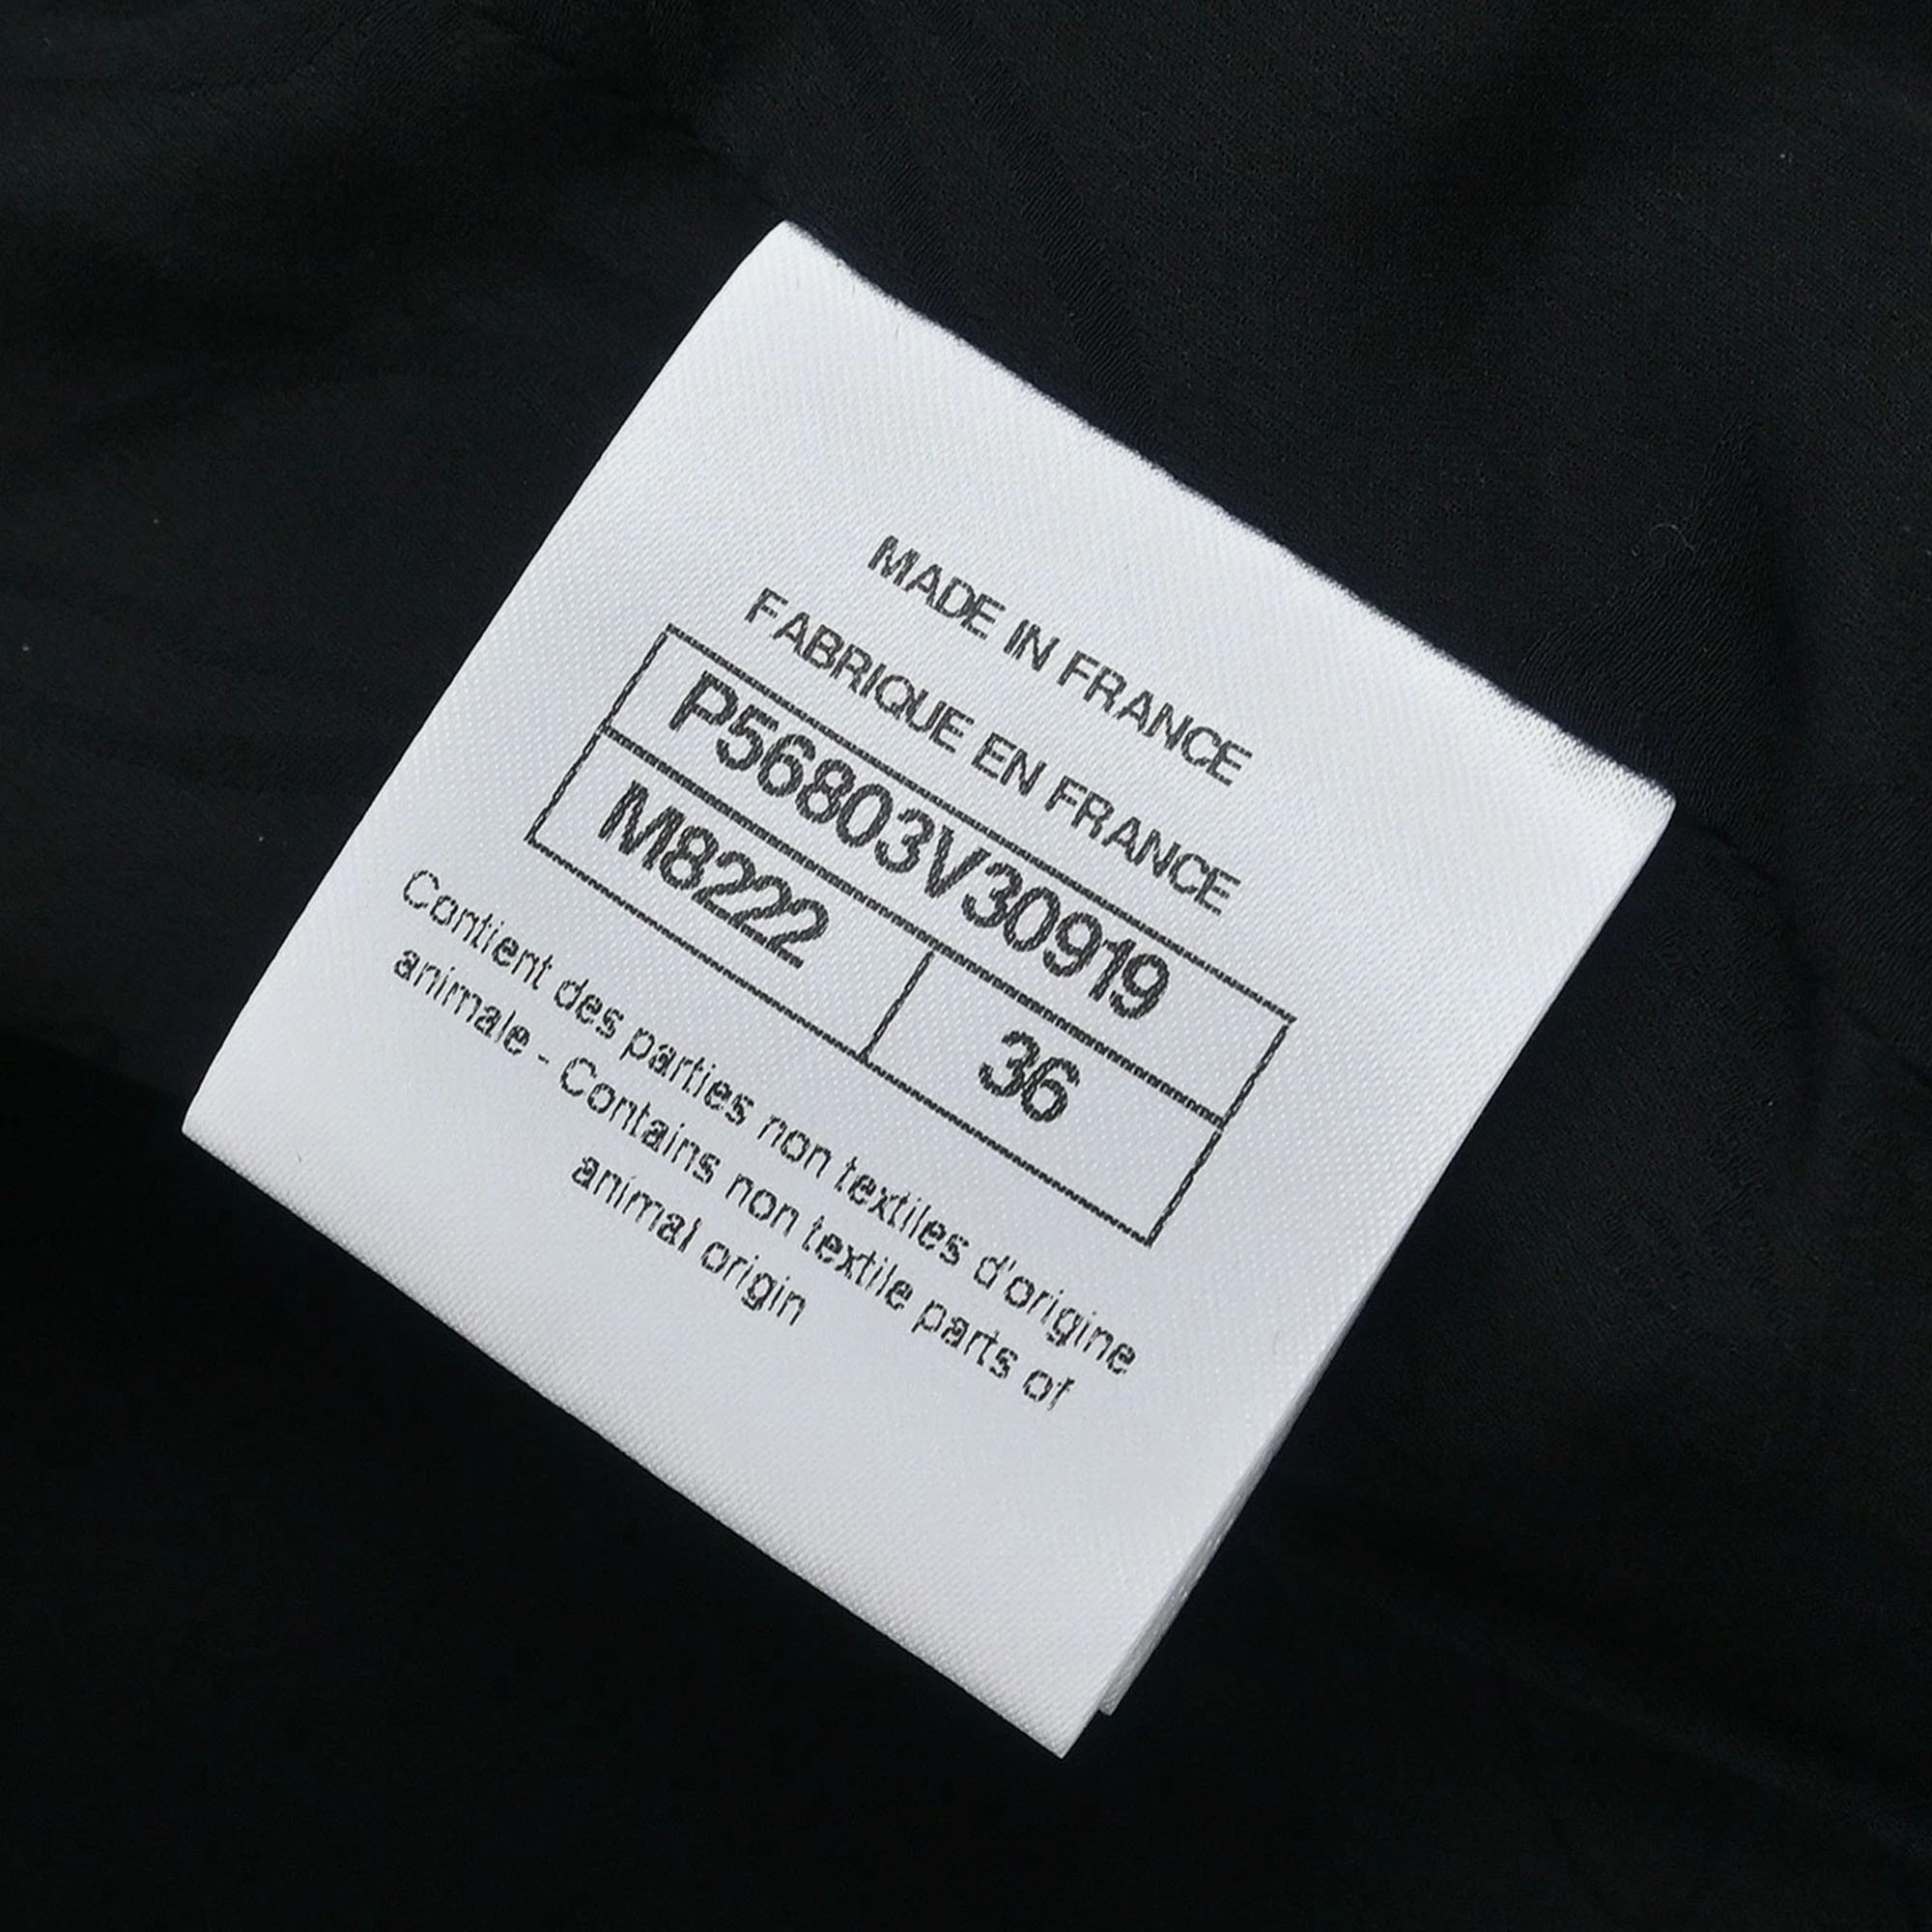 MADE IN FRANCE
FABRIQUE EN FRANCE
P56803V30919
M8222 36
Contient des parties non textiles d'origine
animale - Contains non textile parts of
animal origin